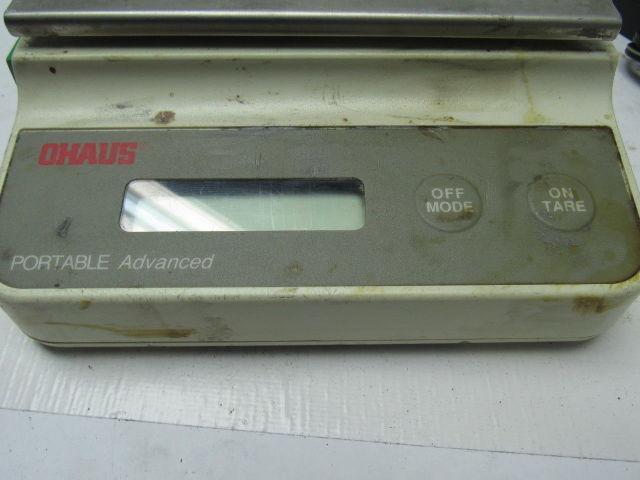 OHAUS
PORTABLE Advanced
OFF
MODE
ON
TARE